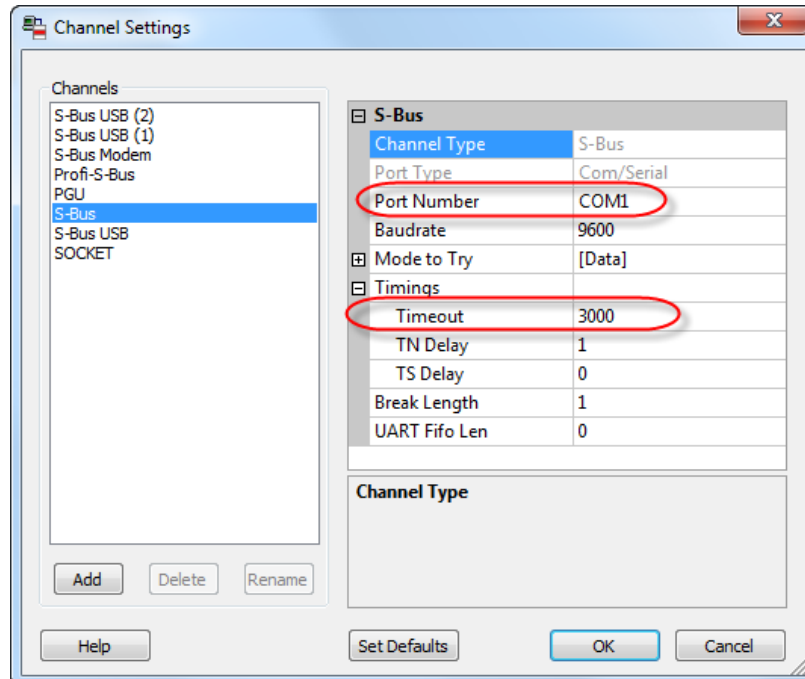 Channel Settings
Channels
S-Bus USB (2)
S-Bus USB (1)
S-Bus Modem
Profi-S-Bus
PGU
S-Bus
S-Bus USB
SOCKET
Add Delete Rename
S-Bus
Channel Type S-Bus
Port Type Com/Serial
Port Number COM1
Baudrate 9600
Mode to Try [Data]
Timings
Timeout 3000
TN Delay 1
TS Delay 0
Break Length 1
UART Fifo Len 0
Channel Type
Help Set Defaults OK Cancel